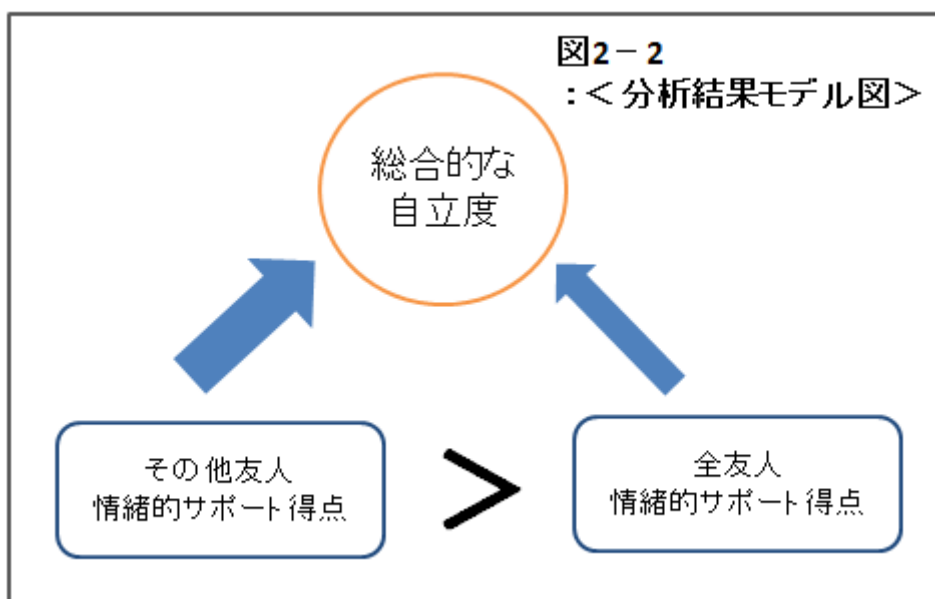 図2-2
:<分析結果モデル図>
総合的な
自立度
その他友人
情緒的サポート得点
>
全友人
情緒的サポート得点